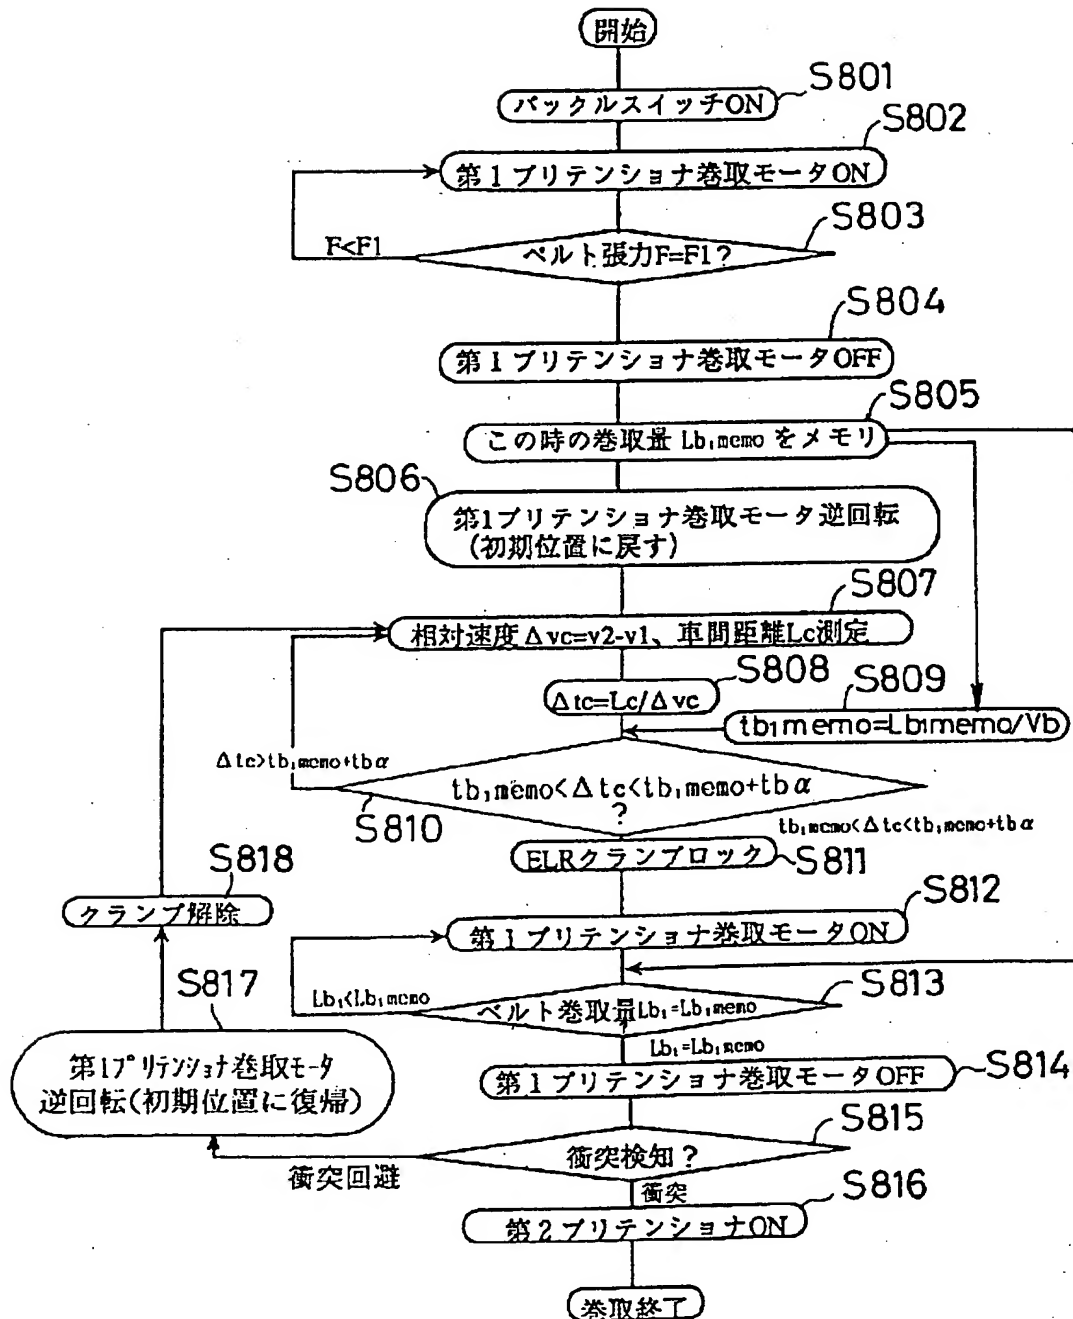 開始
S801
バックルスイッチON
S802
第1プリテンショナ巻取モータON
S803
F<F1
ベルト張力F=F1?
S804
第1プリテンショナ巻取モータOFF
S805
この時の巻取量 Lb₁memo をメモリ
S806
第1プリテンショナ巻取モータ逆回転
(初期位置に戻す)
S807
相対速度Δvc=v2-v1、車間距離Lc測定
S808
Δtc=Lc/Δvc
S809
tb₁memo=Lb₁memo/Vb
Δtc>tb₁memo+tbα
tb₁memo<Δtc<tb₁memo+tbα
?
S810
tb₁memo<Δtc<tb₁memo+tbα
ELRクランプロック
S811
S818
クランプ解除
S812
第1プリテンショナ巻取モータON
S817
Lb₁<Lb₁memo
S813
ベルト巻取量Lb₁=Lb₁memo
Lb₁=Lb₁memo
第1プリテンショナ巻取モータ
逆回転(初期位置に復帰)
第1プリテンショナ巻取モータOFF
S814
S815
衝突検知?
衝突回避
衝突
S816
第2プリテンショナON
巻取終了